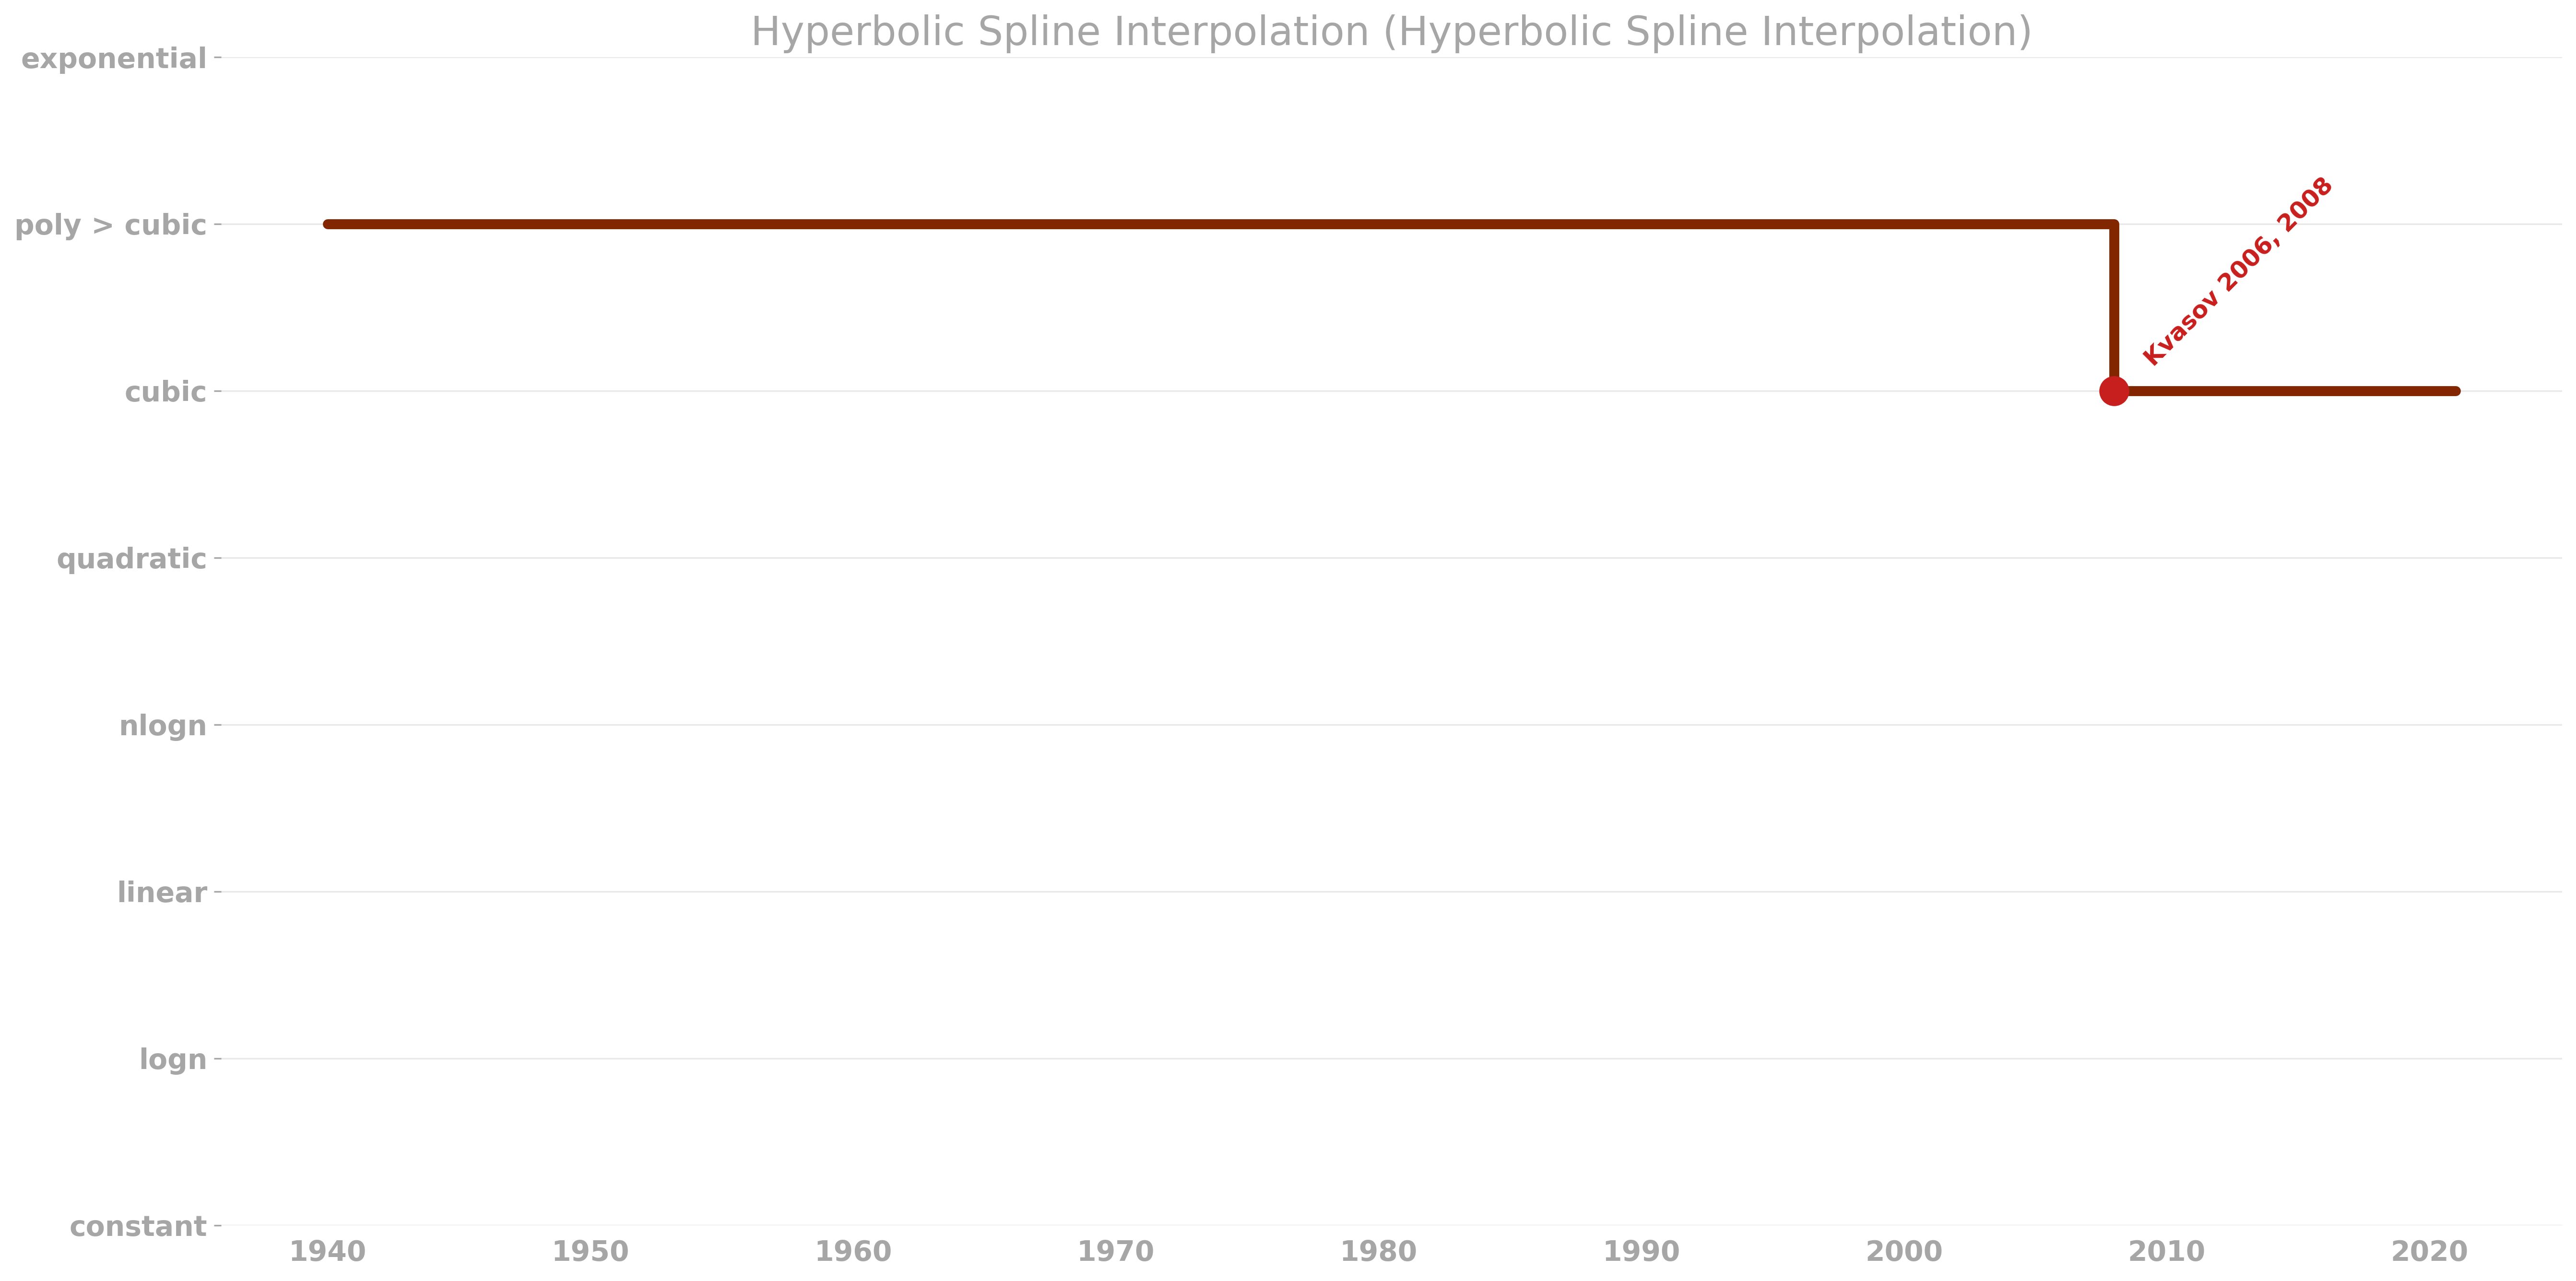 Hyperbolic Spline Interpolation (Hyperbolic Spline Interpolation)
exponential
poly > cubic
cubic
quadratic
nlogn
linear
logn
constant
Kvasov 2006, 2008
1940 1950 1960 1970 1980 1990 2000 2010 2020